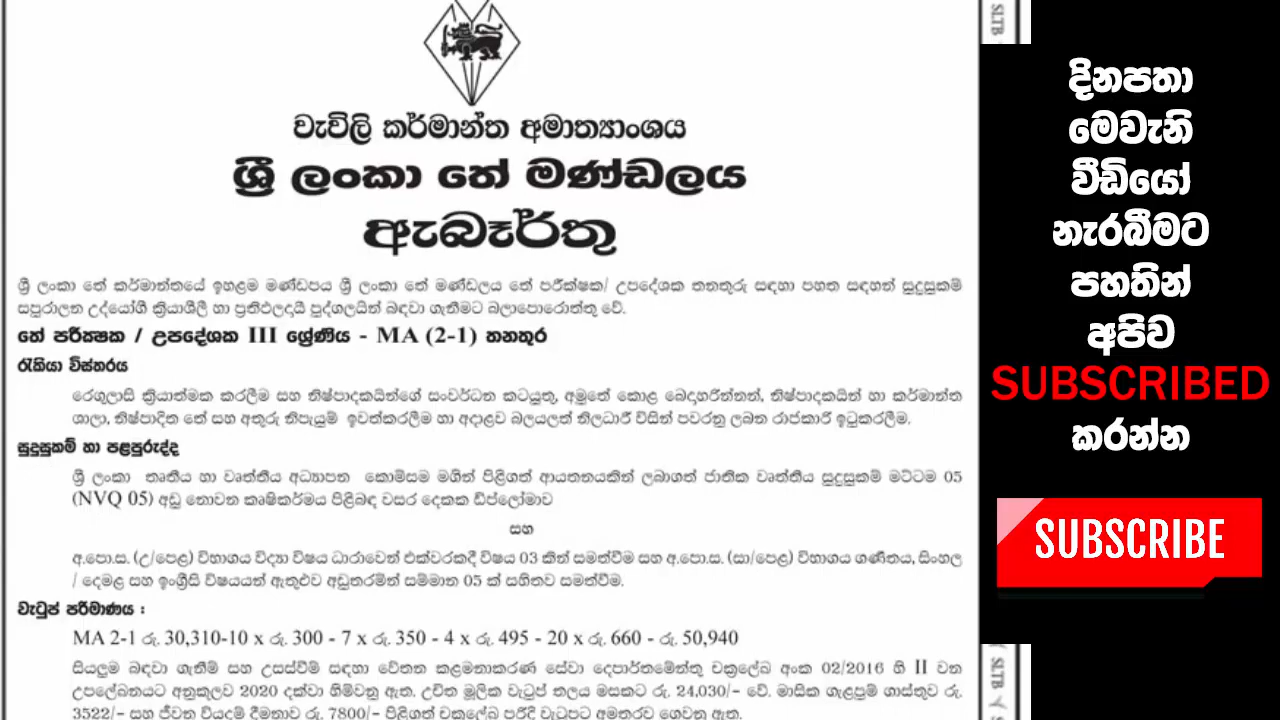 SLTB
වැවිලි කර්මාන්ත අමාත්‍යාංශය
ශ්‍රී ලංකා තේ මණ්ඩලය
ඇබෑර්තු
ශ්‍රී ලංකා තේ කර්මාන්තයේ ඉහළම මණ්ඩපය ශ්‍රී ලංකා තේ මණ්ඩලය තේ පරීක්ෂක/ උපදේශක තනතුරු සඳහා පහත සඳහන් සුදුසුකම්
සපුරාලන උද්යෝගී ක්‍රියාශීලී හා ප්‍රතිඵලදායී පුද්ගලයින් බඳවා ගැනීමට බලාපොරොත්තු වේ.
තේ පරීක්‍ෂක / උපදේශක III ශ්‍රේණිය - MA (2-1) තනතුර
රැකියා විස්තරය
රෙගුලාසි ක්‍රියාත්මක කරලීම සහ නිෂ්පාදකයින්ගේ සංවර්ධන කටයුතු, අමුතේ කොළ බෙදාහරින්නන්, නිෂ්පාදකයින් හා කර්මාන්ත
ශාලා, නිෂ්පාදිත තේ සහ අතුරු නිපැයුම් ඉවත්කරලීම හා අදාළව බලයලත් නිලධාරී විසින් පවරනු ලබන රාජකාරී ඉටුකරලීම.
සුදුසුකම් හා පළපුරුද්ද
ශ්‍රී ලංකා තෘතීය හා වෘත්තීය අධ්‍යාපන කොමිසම මගින් පිළිගත් ආයතනයකින් ලබාගත් ජාතික වෘත්තීය සුදුසුකම් මට්ටම 05
(NVQ 05) අඩු නොවන කෘෂිකර්මය පිළිබඳ වසර දෙකක ඩිප්ලෝමාව
සහ
අ.පො.ස. (උ/පෙළ) විභාගය විද්‍යා විෂය ධාරාවෙන් එක්වරකදී විෂය 03 කින් සමත්වීම සහ අ.පො.ස. (සා/පෙළ) විභාගය ගණිතය, සිංහල
/ දෙමළ සහ ඉංග්‍රීසි විෂයයන් ඇතුළුව අඩුතරමින් සම්මාන 05 ක් සහිතව සමත්වීම.
වැටුප් පරිමාණය :
MA 2-1 රු. 30,310-10 x රු. 300 - 7 x රු. 350 - 4 x රු. 495 - 20 x රු. 660 - රු. 50,940
සියලුම බඳවා ගැනීම් සහ උසස්වීම් සඳහා වේතන කළමනාකරණ සේවා දෙපාර්තමේන්තු චක්‍රලේඛ අංක 02/2016 හි II වන
උපලේඛනයට අනුකූලව 2020 දක්වා හිමිවනු ඇත. උචිත මූලික වැටුප් තලය මසකට රු. 24,030/- වේ. මාසික ගැළපුම් ගාස්තුව රු.
3522/- සහ ජීවන වියදම් දීමනාව රු. 7800/- පිළිගත් චක්‍රලේඛ පරිදි වැටුපට අමතරව ගෙවනු ඇත.
දිනපතා
මෙවැනි
වීඩියෝ
නැරබීමට
පහතින්
අපිව
SUBSCRIBED
කරන්න
SUBSCRIBE
SLTB